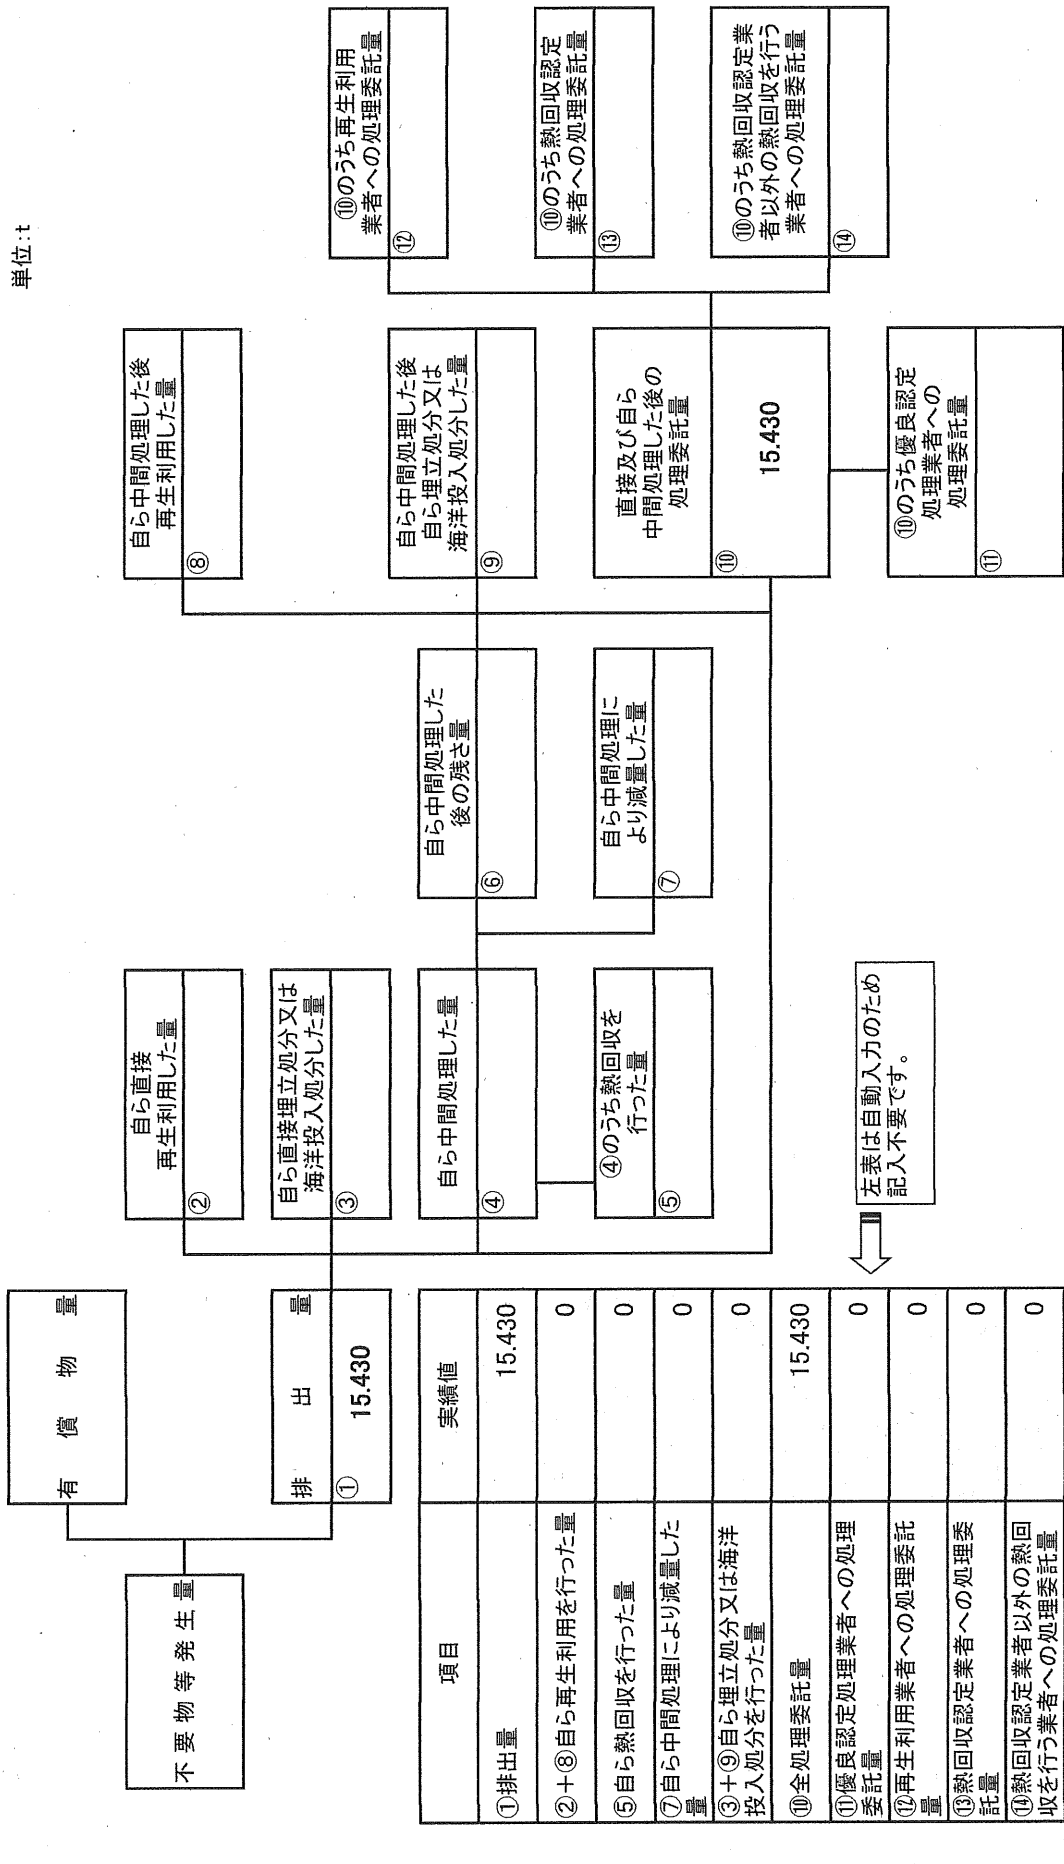 単位:t
不要物等発生量
有償物量
排出量
①
15.430
自ら直接
再生利用した量
②
自ら直接埋立処分又は
海洋投入処分した量
③
自ら中間処理した量
④
④のうち熱回収を
行った量
⑤
自ら中間処理した
後の残さ量
⑥
自ら中間処理に
より減量した量
⑦
自ら中間処理した後
再生利用した量
⑧
自ら中間処理した後
自ら埋立処分又は
海洋投入処分した量
⑨
直接及び自ら
中間処理した後の
処理委託量
⑩
15.430
⑩のうち優良認定
処理業者への
処理委託量
⑪
⑩のうち再生利用
業者への処理委託量
⑫
⑩のうち熱回収認定
業者への処理委託量
⑬
⑩のうち熱回収認定業
者以外の熱回収を行う
業者への処理委託量
⑭
項目 実績値
①排出量 15.430
②+⑧自ら再生利用を行った量 0
⑤自ら熱回収を行った量 0
⑦自ら中間処理により減量した
量 0
③+⑨自ら埋立処分又は海洋
投入処分を行った量 0
⑩全処理委託量 15.430
⑪優良認定処理業者への処理
委託量 0
⑫再生利用業者への処理委託
量 0
⑬熱回収認定業者への処理委
託量 0
⑭熱回収認定業者以外の熱回
収を行う業者への処理委託量 0
左表は自動入力のため
記入不要です。